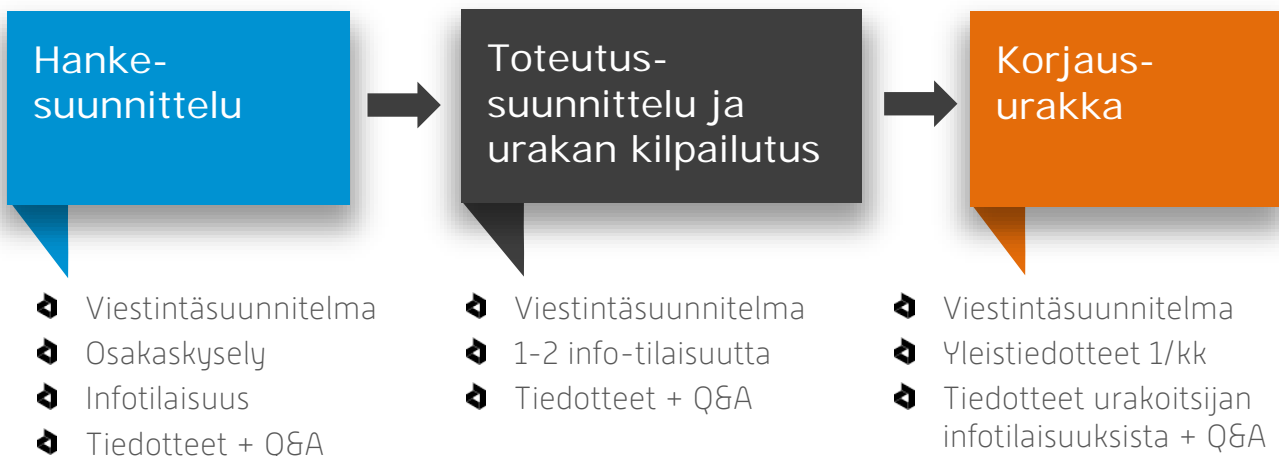 Hanke-
suunnittelu
Toteutus-
suunnittelu ja
urakan kilpailutus
Korjaus-
urakka
Viestintäsuunnitelma
Osakaskysely
Infotilaisuus
Tiedotteet + Q&A
Viestintäsuunnitelma
1-2 info-tilaisuutta
Tiedotteet + Q&A
Viestintäsuunnitelma
Yleistiedotteet 1/kk
Tiedotteet urakoitsijan
infotilaisuuksista + Q&A